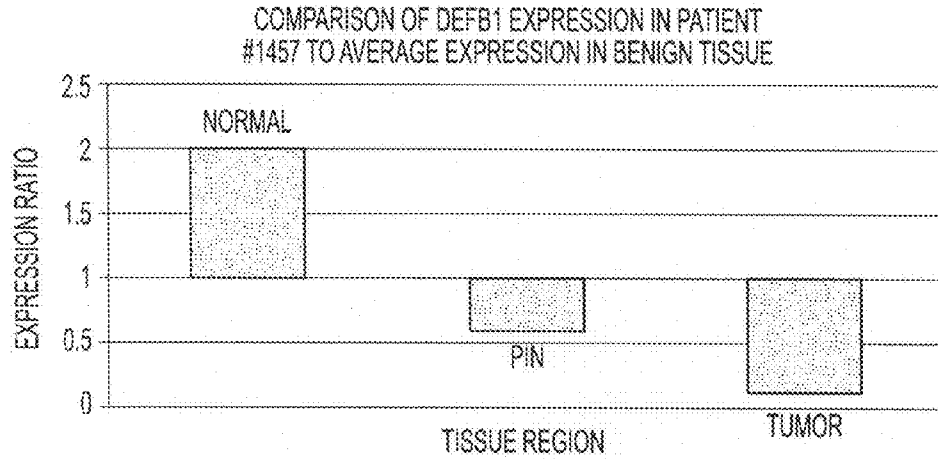 COMPARISON OF DEFB1 EXPRESSION IN PATIENT
#1457 TO AVERAGE EXPRESSION IN BENIGN TISSUE
2.5
NORMAL
2
1.5
EXPRESSION RATIO
1
0.5
PIN
0
TUMOR
TISSUE REGION